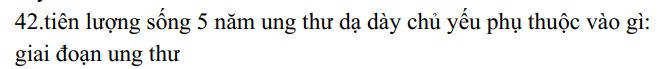 42.tiên lượng sống 5 năm ung thư dạ dày chủ yếu phụ thuộc vào gì:
giai đoạn ung thư